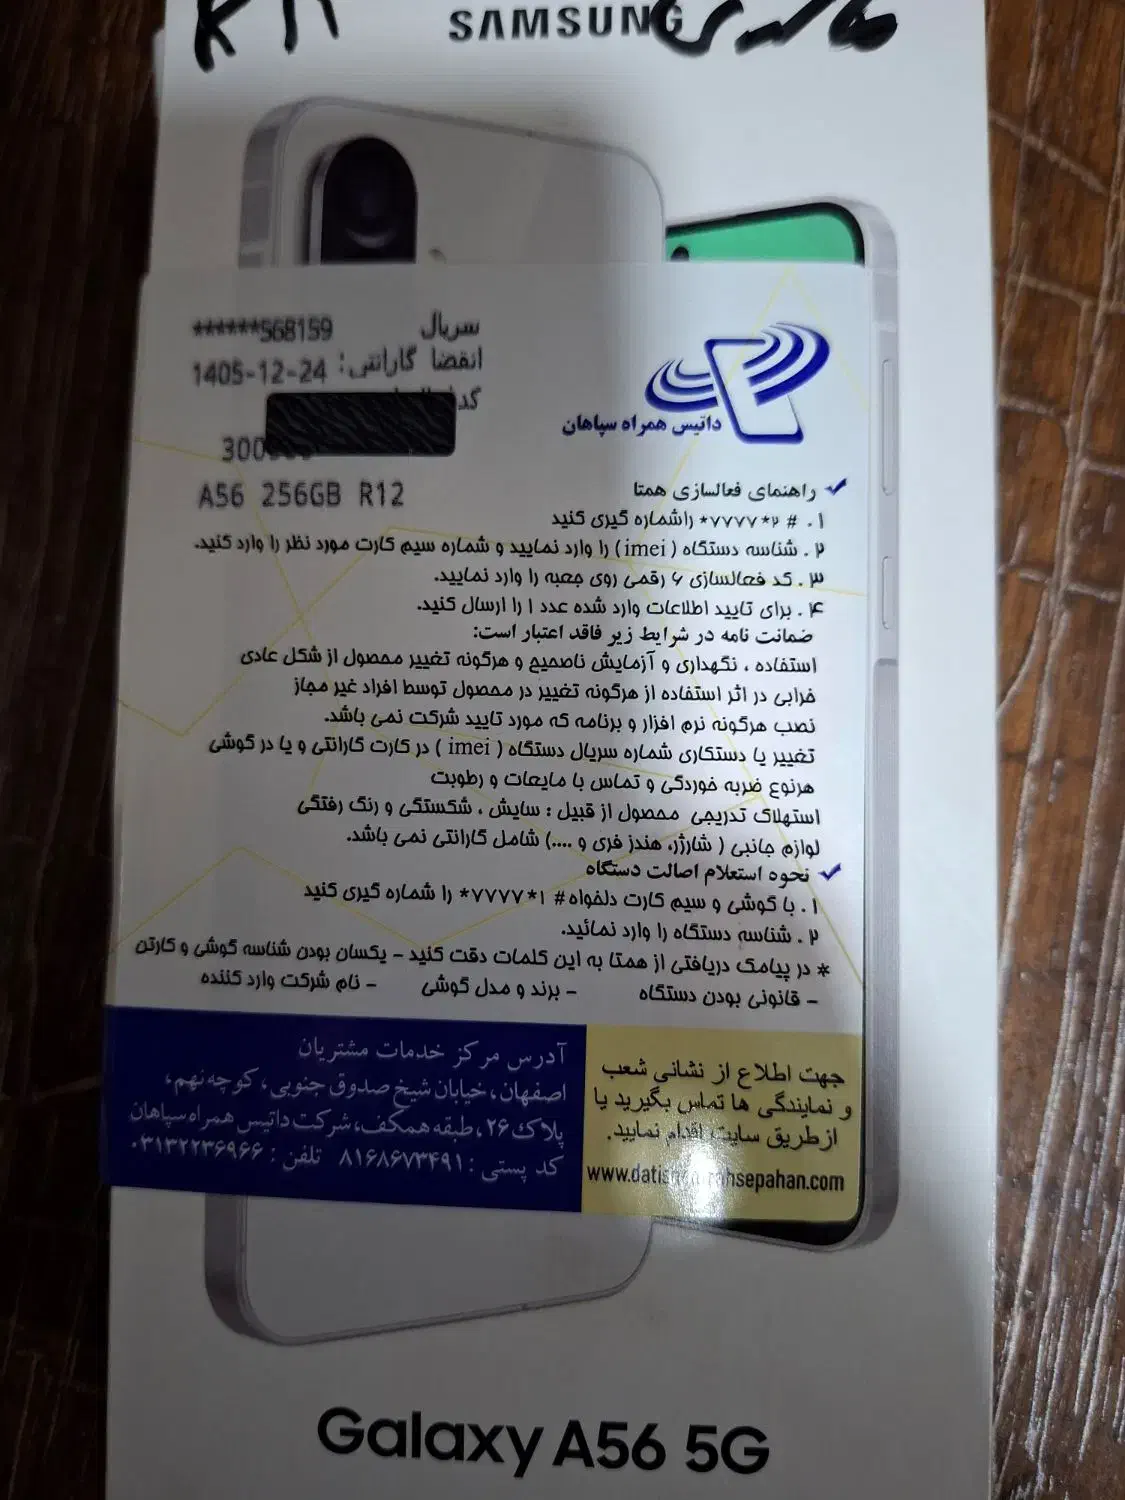 SAMSUNG
سریال ******568159
انقضا گارانتی: 1405-12-24
کد
300
A56 256GB R12
داتیس همراه سپاهان
راهنمای فعالسازی همتا
۱. # ۲*۷۷۷۷* راشماره گیری کنید
۲. شناسه دستگاه ( imei ) را وارد نمایید و شماره سیم کارت مورد نظر را وارد کنید.
۳. کد فعالسازی ۶ رقمی روی جعبه را وارد نمایید.
۴. برای تایید اطلاعات وارد شده عدد ۱ را ارسال کنید.
ضمانت نامه در شرایط زیر فاقد اعتبار است:
استفاده ، نگهداری و آزمایش ناصحیح و هرگونه تغییر محصول از شکل عادی
خرابی در اثر استفاده از هرگونه تغییر در محصول توسط افراد غیر مجاز
نصب هرگونه نرم افزار و برنامه که مورد تایید شرکت نمی باشد.
تغییر یا دستکاری شماره سریال دستگاه ( imei ) در کارت گارانتی و یا در گوشی
هرنوع ضربه خوردگی و تماس با مایعات و رطوبت
استهلاک تدریجی محصول از قبیل : سایش ، شکستگی و رنگ رفتگی
لوازم جانبی ( شارژر، هندز فری و ....) شامل گارانتی نمی باشد.
نحوه استعلام اصالت دستگاه
۱. با گوشی و سیم کارت دلخواه # ۱*۷۷۷۷* را شماره گیری کنید
۲. شناسه دستگاه را وارد نمائید.
* در پیامک دریافتی از همتا به این کلمات دقت کنید - یکسان بودن شناسه گوشی و کارتن
- قانونی بودن دستگاه - برند و مدل گوشی - نام شرکت وارد کننده
جهت اطلاع از نشانی شعب
و نمایندگی ها تماس بگیرید یا
از طریق سایت اقدام نمایید.
www.datishamrahsepahan.com
آدرس مرکز خدمات مشتریان
اصفهان، خیابان شیخ صدوق جنوبی، کوچه نهم،
پلاک ۲۶، طبقه همکف، شرکت داتیس همراه سپاهان
کد پستی : ۸۱۶۸۶۷۳۴۹۱ تلفن : ۰۳۱۳۲۲۳۶۹۶۶
Galaxy A56 5G